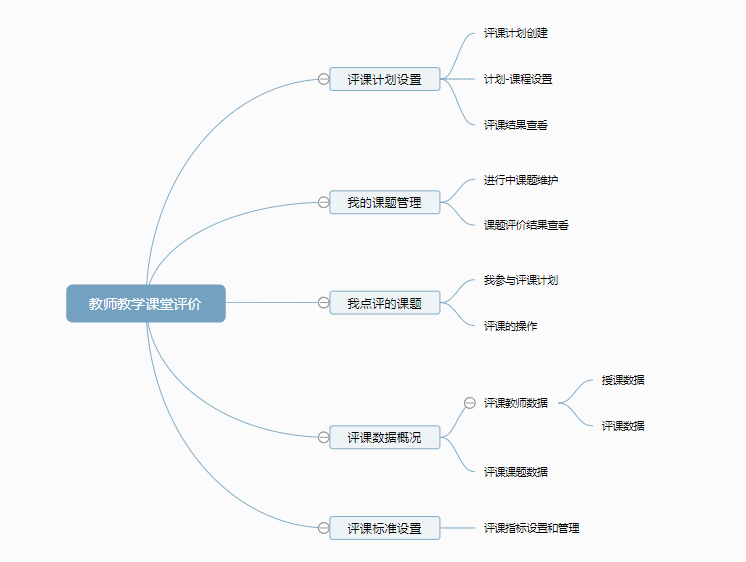 教师教学课堂评价
评课计划设置
评课计划创建
计划-课程设置
评课结果查看
我的课题管理
进行中课题维护
课题评价结果查看
我点评的课题
我参与评课计划
评课的操作
评课数据概况
评课教师数据
授课数据
评课数据
评课课题数据
评课标准设置
评课指标设置和管理